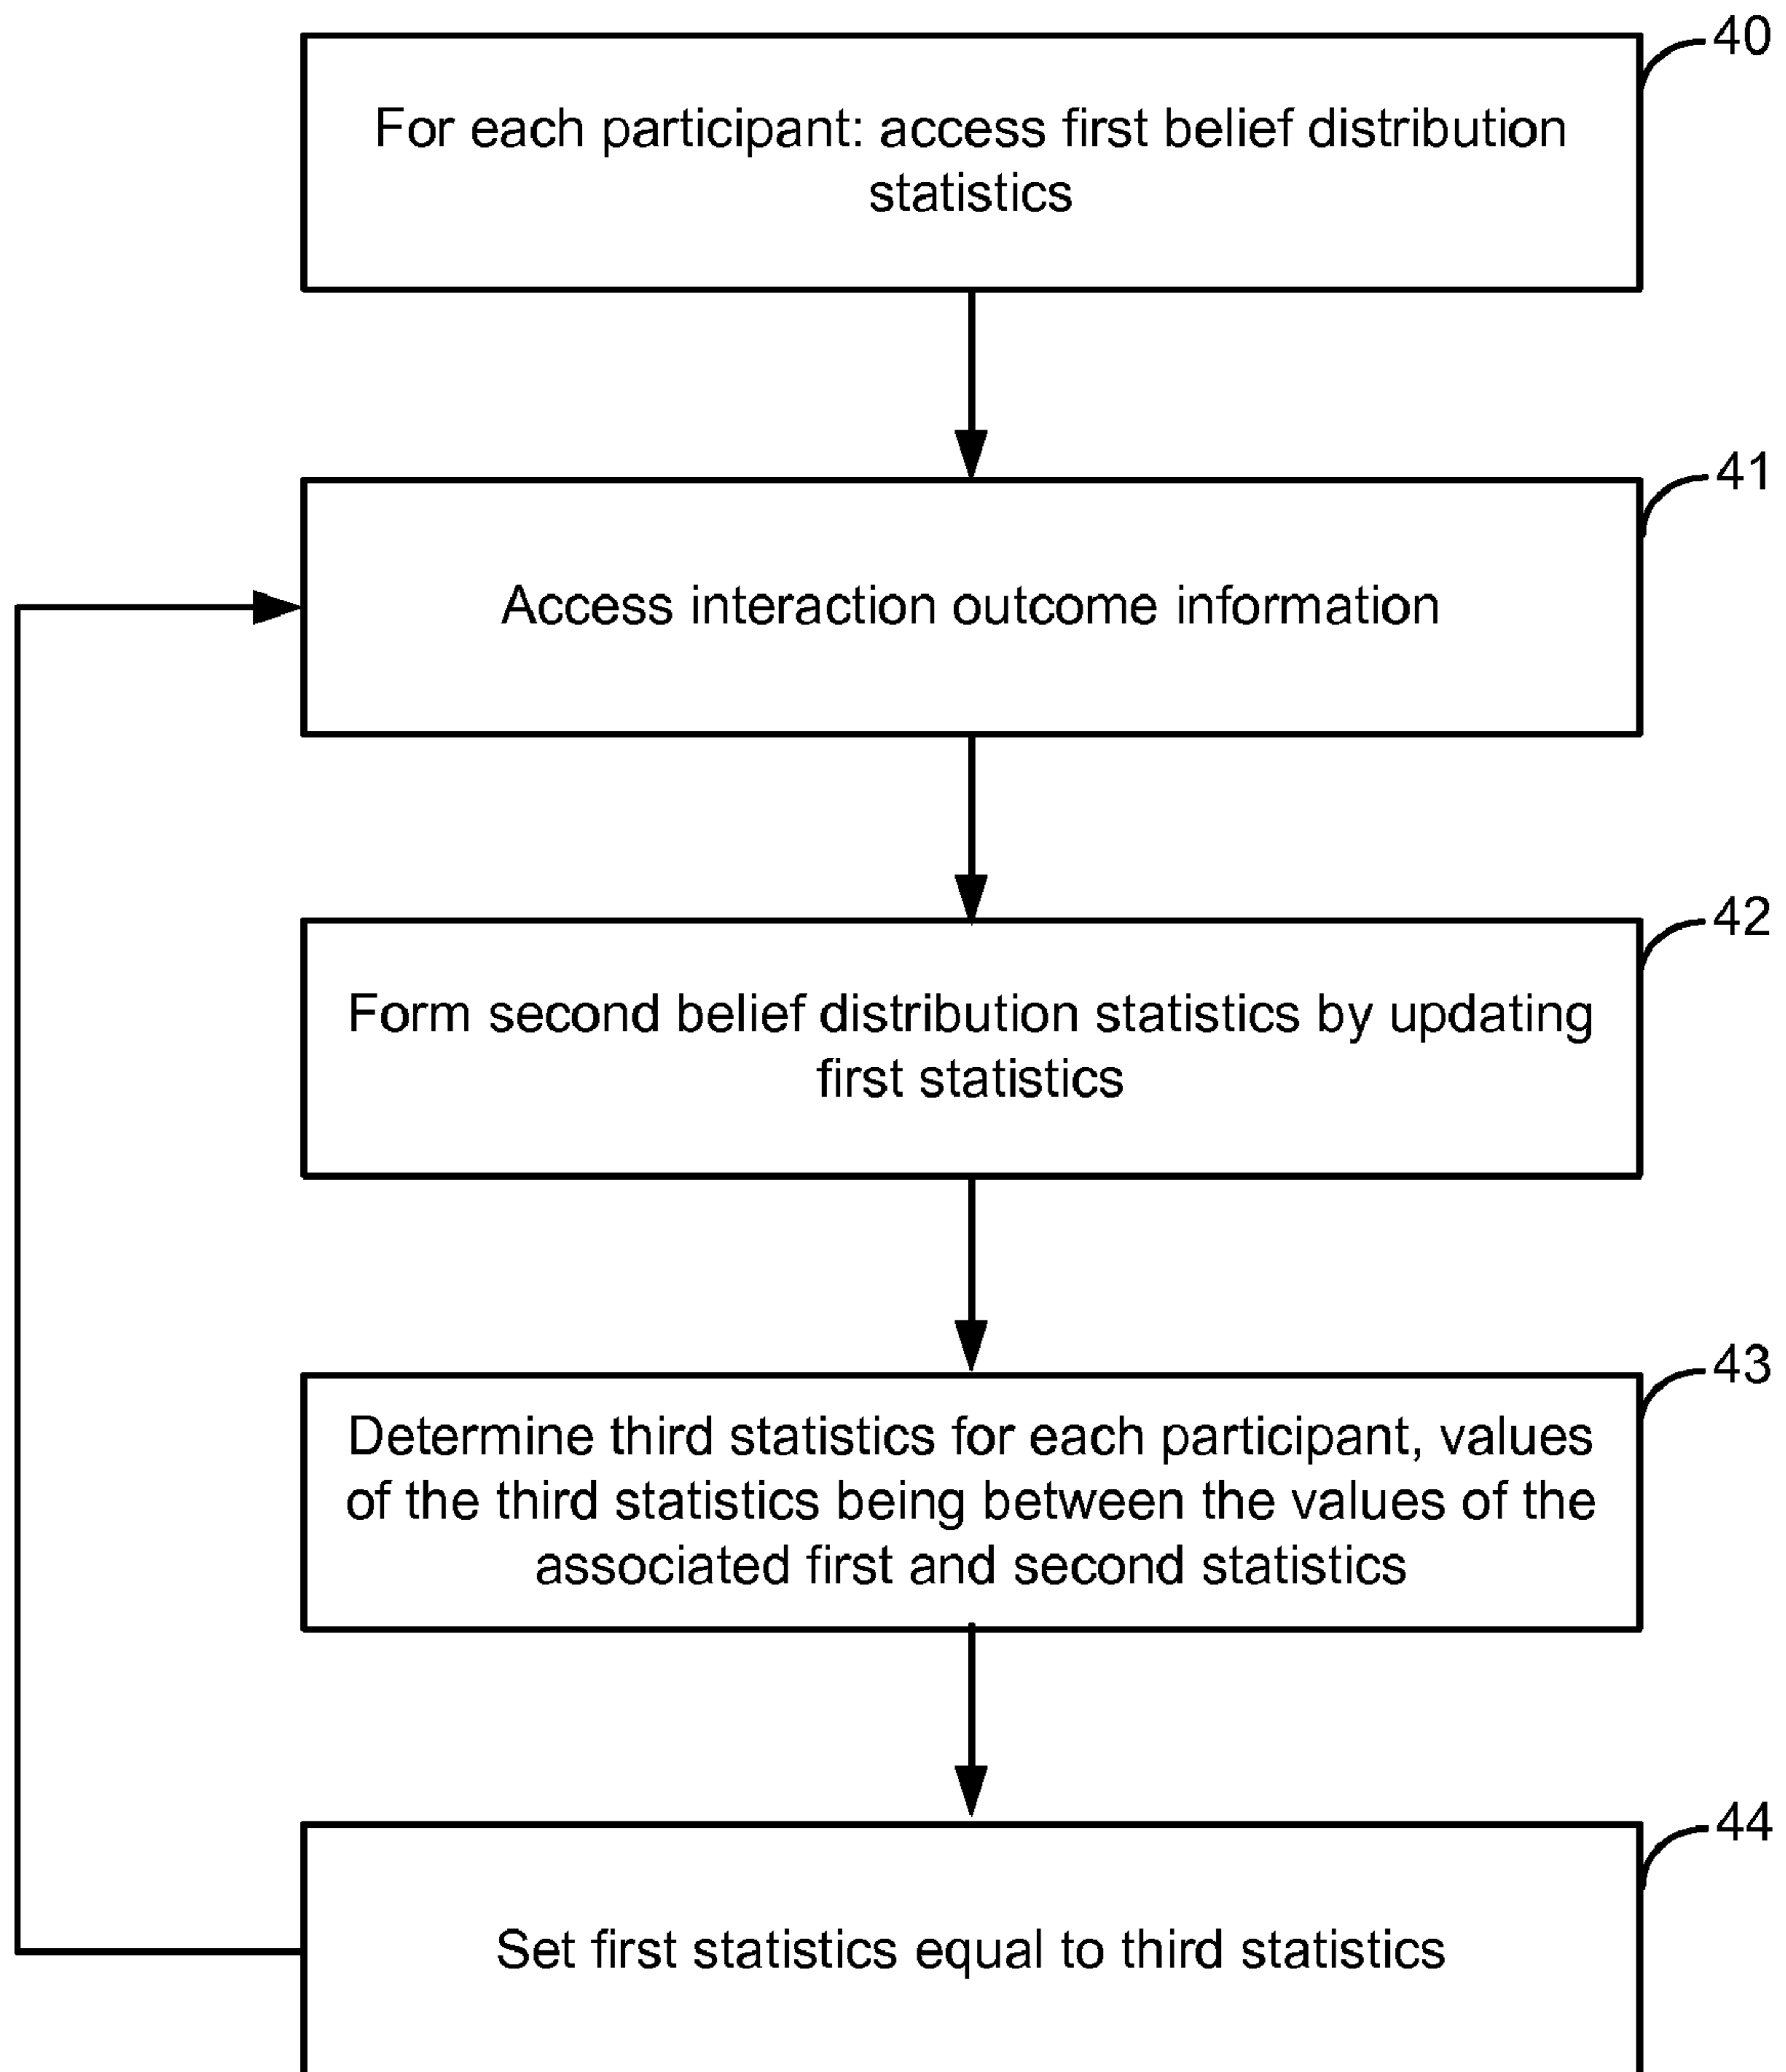 40
For each participant: access first belief distribution
statistics
41
Access interaction outcome information
42
Form second belief distribution statistics by updating
first statistics
43
Determine third statistics for each participant, values
of the third statistics being between the values of the
associated first and second statistics
44
Set first statistics equal to third statistics